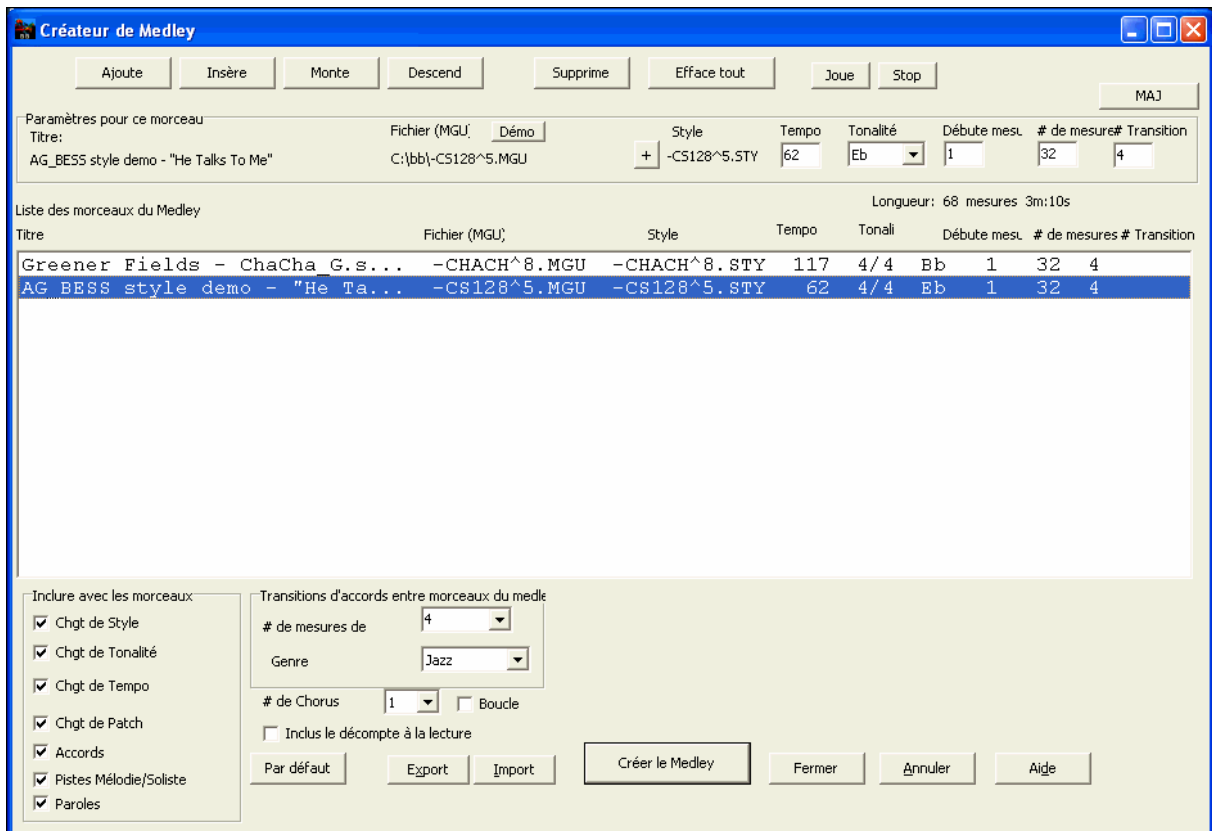 Créateur de Medley
Ajoute Insère Monte Descend Supprime Efface tout Joue Stop
MAJ
Paramètres pour ce morceau
Titre: Fichier (MGU) Démo Style Tempo Tonalité Débute mesu # de mesure# Transition
AG_BESS style demo - "He Talks To Me" C:\bb\-CS128^5.MGU + -CS128^5.STY 62 Eb 1 32 4
Longueur: 68 mesures 3m:10s
Liste des morceaux du Medley
Titre Fichier (MGU) Style Tempo Tonali Débute mesu # de mesures # Transition
Greener Fields - ChaCha_G.s... -CHACH^8.MGU -CHACH^8.STY 117 4/4 Bb 1 32 4
AG_BESS style demo - "He Ta... -CS128^5.MGU -CS128^5.STY 62 4/4 Eb 1 32 4
Inclure avec les morceaux
Chgt de Style
Chgt de Tonalité
Chgt de Tempo
Chgt de Patch
Accords
Pistes Mélodie/Soliste
Paroles
Transitions d'accords entre morceaux du medle
# de mesures de 4
Genre Jazz
# de Chorus 1 Boucle
Inclus le décompte à la lecture
Par défaut Export Import Créer le Medley Fermer Annuler Aide